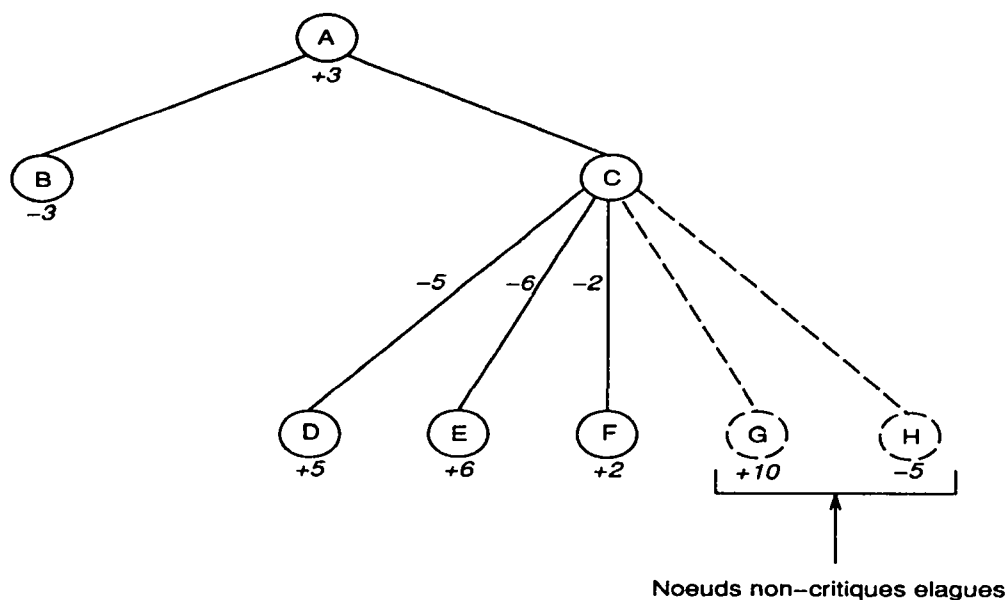 A
+3
B
-3
C
-5
-6
-2
D
+5
E
+6
F
+2
G
+10
H
-5
Noeuds non-critiques elagues